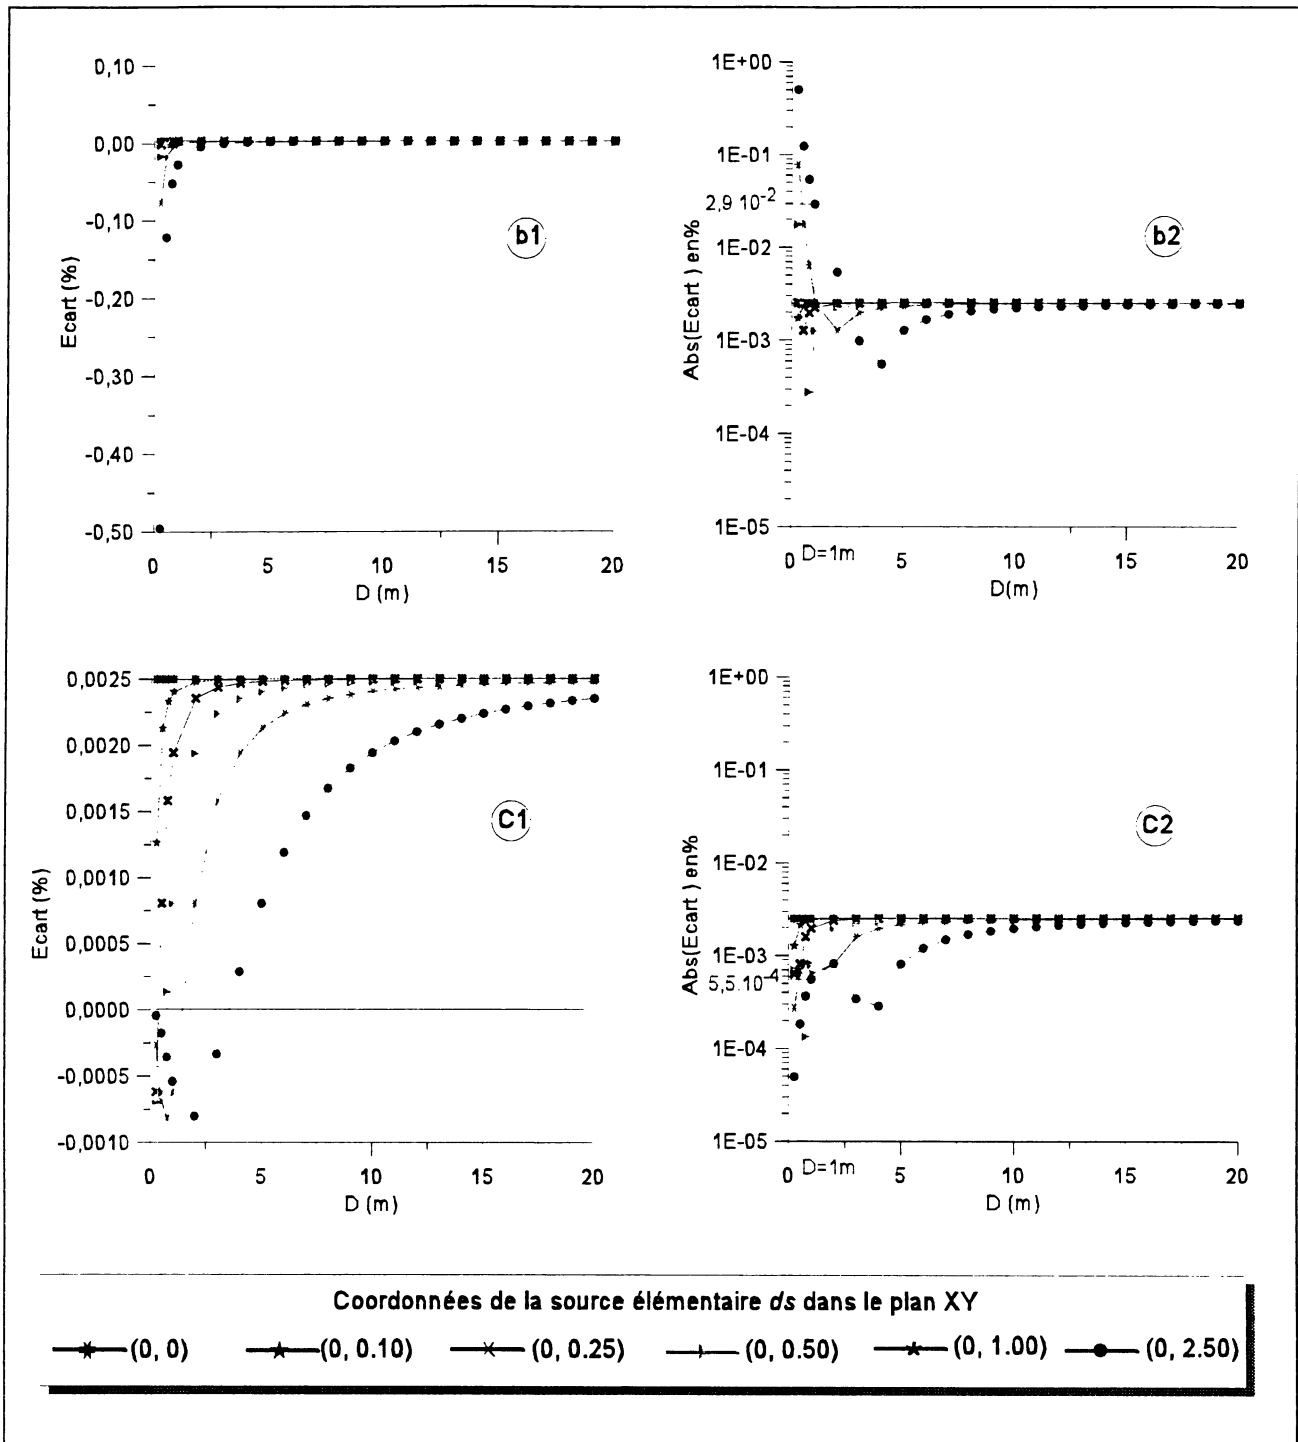 0,10
0,00
-0,10
-0,20
-0,30
-0,40
-0,50
Ecart (%)
b1
0 5 10 15 20
D (m)
1E+00
1E-01
2,9 10-2
1E-02
1E-03
1E-04
1E-05
Abs(Ecart ) en%
b2
0 D=1m 5 10 15 20
D(m)
0,0025
0,0020
0,0015
0,0010
0,0005
0,0000
-0,0005
-0,0010
Ecart (%)
C1
0 5 10 15 20
D (m)
1E+00
1E-01
1E-02
1E-03
5,5.10-4
1E-04
1E-05
Abs(Ecart ) en%
C2
0 D=1m 5 10 15 20
D (m)
Coordonnées de la source élémentaire ds dans le plan XY
(0, 0) (0, 0.10) (0, 0.25) (0, 0.50) (0, 1.00) (0, 2.50)